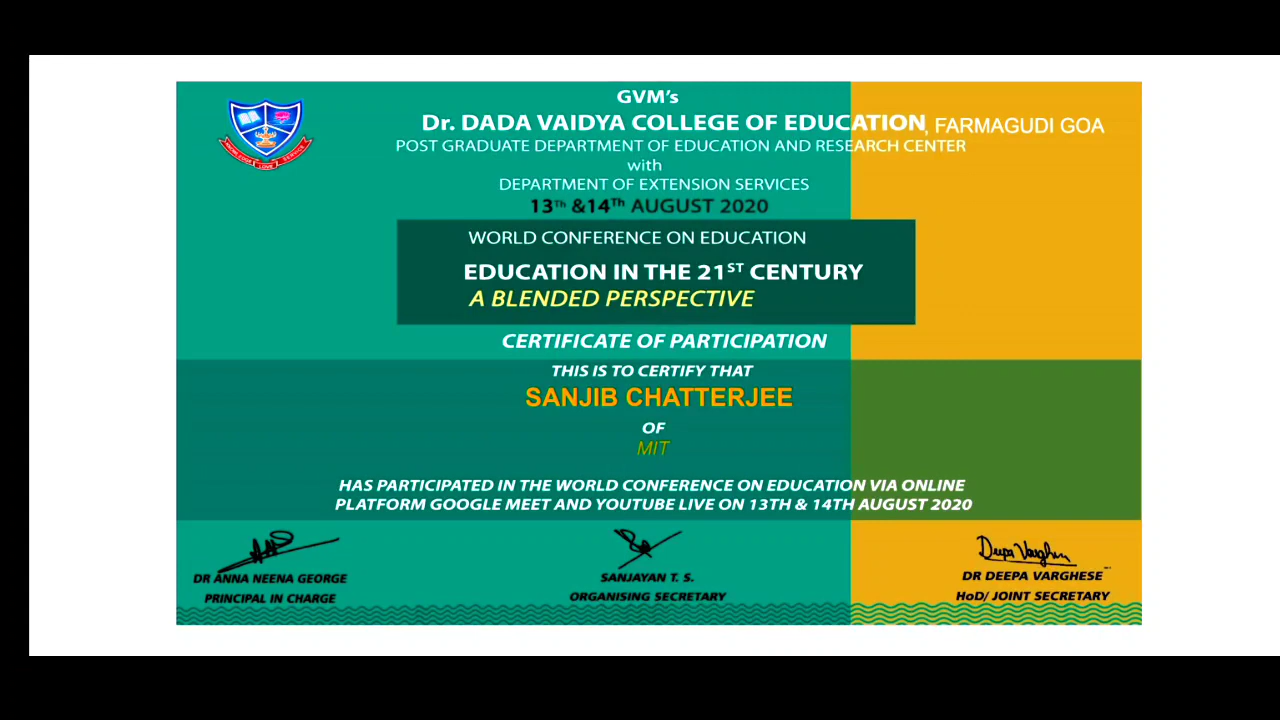 GVM's
Dr. DADA VAIDYA COLLEGE OF EDUCATION, FARMAGUDI GOA
POST GRADUATE DEPARTMENT OF EDUCATION AND RESEARCH CENTER
with
DEPARTMENT OF EXTENSION SERVICES
13Th &14Th AUGUST 2020
WORLD CONFERENCE ON EDUCATION
EDUCATION IN THE 21ST CENTURY
A BLENDED PERSPECTIVE
CERTIFICATE OF PARTICIPATION
THIS IS TO CERTIFY THAT
SANJIB CHATTERJEE
OF
MIT
HAS PARTICIPATED IN THE WORLD CONFERENCE ON EDUCATION VIA ONLINE
PLATFORM GOOGLE MEET AND YOUTUBE LIVE ON 13TH & 14TH AUGUST 2020
Deepa Varghese
DR ANNA NEENA GEORGE SANJAYAN T. S. DR DEEPA VARGHESE
PRINCIPAL IN CHARGE ORGANISING SECRETARY HoD/ JOINT SECRETARY